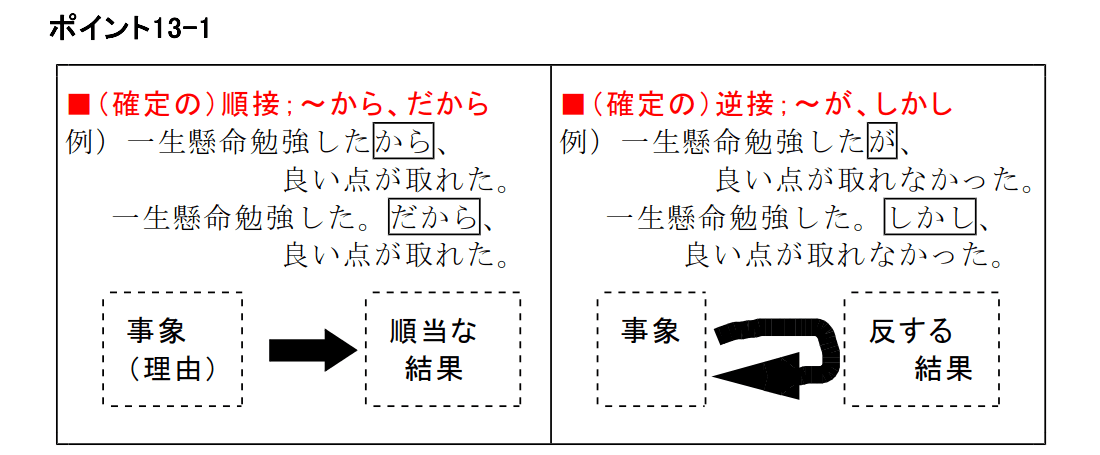 ポイント13-1
■（確定の）順接；～から、だから
例）一生懸命勉強したから、
良い点が取れた。
一生懸命勉強した。だから、
良い点が取れた。
事象
（理由）
順当な
結果
■（確定の）逆接；～が、しかし
例）一生懸命勉強したが、
良い点が取れなかった。
一生懸命勉強した。しかし、
良い点が取れなかった。
事象
反する
結果